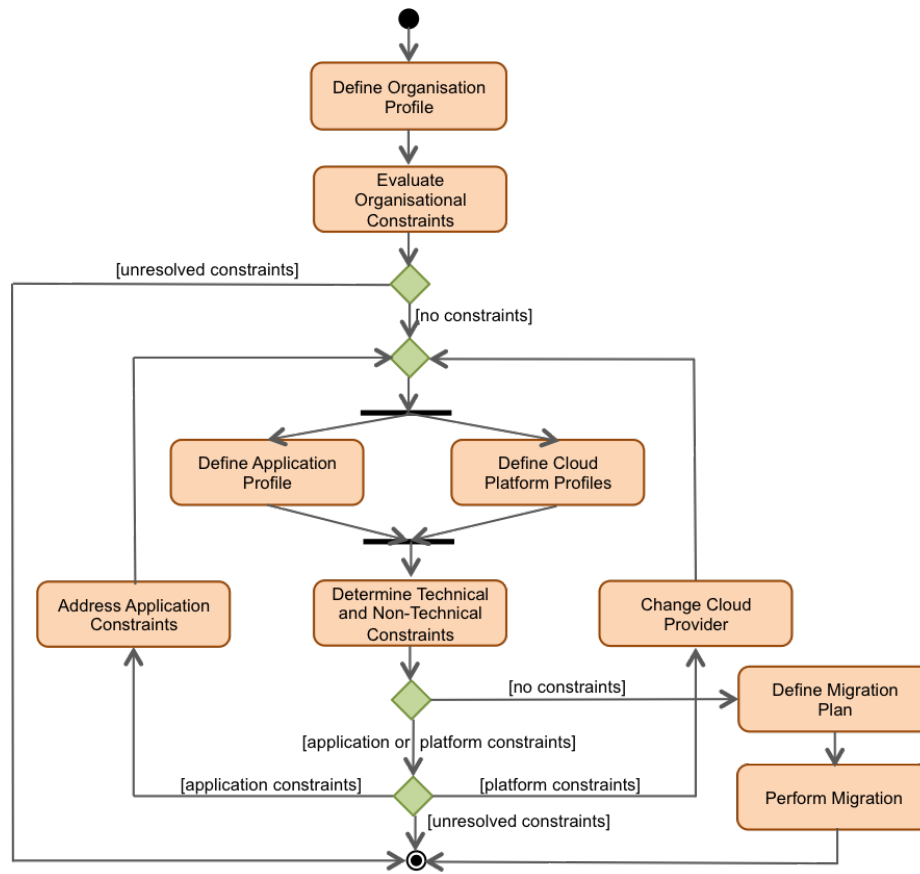 Define Organisation
Profile
Evaluate
Organisational
Constraints
[unresolved constraints]
[no constraints]
Define Application
Profile
Define Cloud
Platform Profiles
Address Application
Constraints
Determine Technical
and Non-Technical
Constraints
Change Cloud
Provider
[no constraints]
Define Migration
Plan
[application or platform constraints]
[application constraints]
[platform constraints]
Perform Migration
[unresolved constraints]